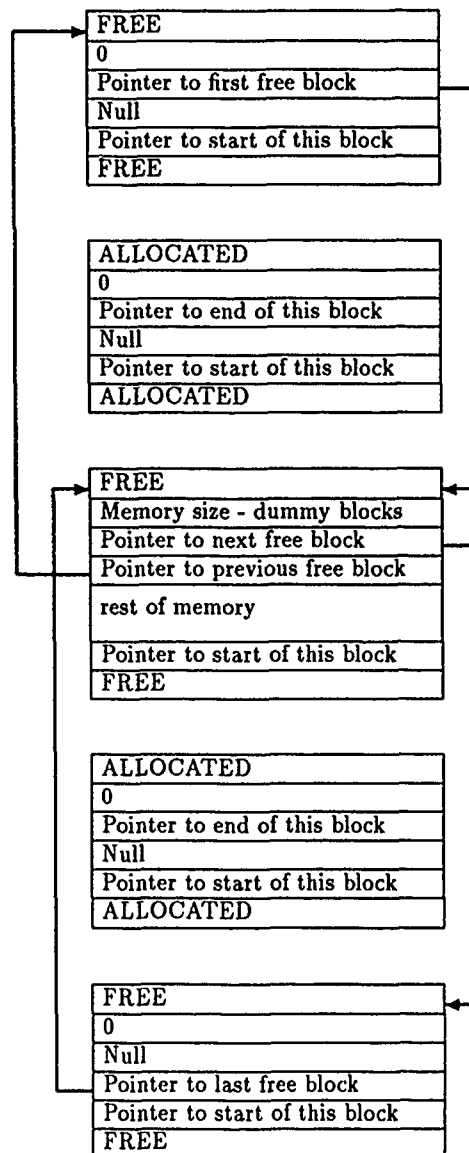 FREE
0
Pointer to first free block
Null
Pointer to start of this block
FREE
ALLOCATED
0
Pointer to end of this block
Null
Pointer to start of this block
ALLOCATED
FREE
Memory size - dummy blocks
Pointer to next free block
Pointer to previous free block
rest of memory
Pointer to start of this block
FREE
ALLOCATED
0
Pointer to end of this block
Null
Pointer to start of this block
ALLOCATED
FREE
0
Null
Pointer to last free block
Pointer to start of this block
FREE